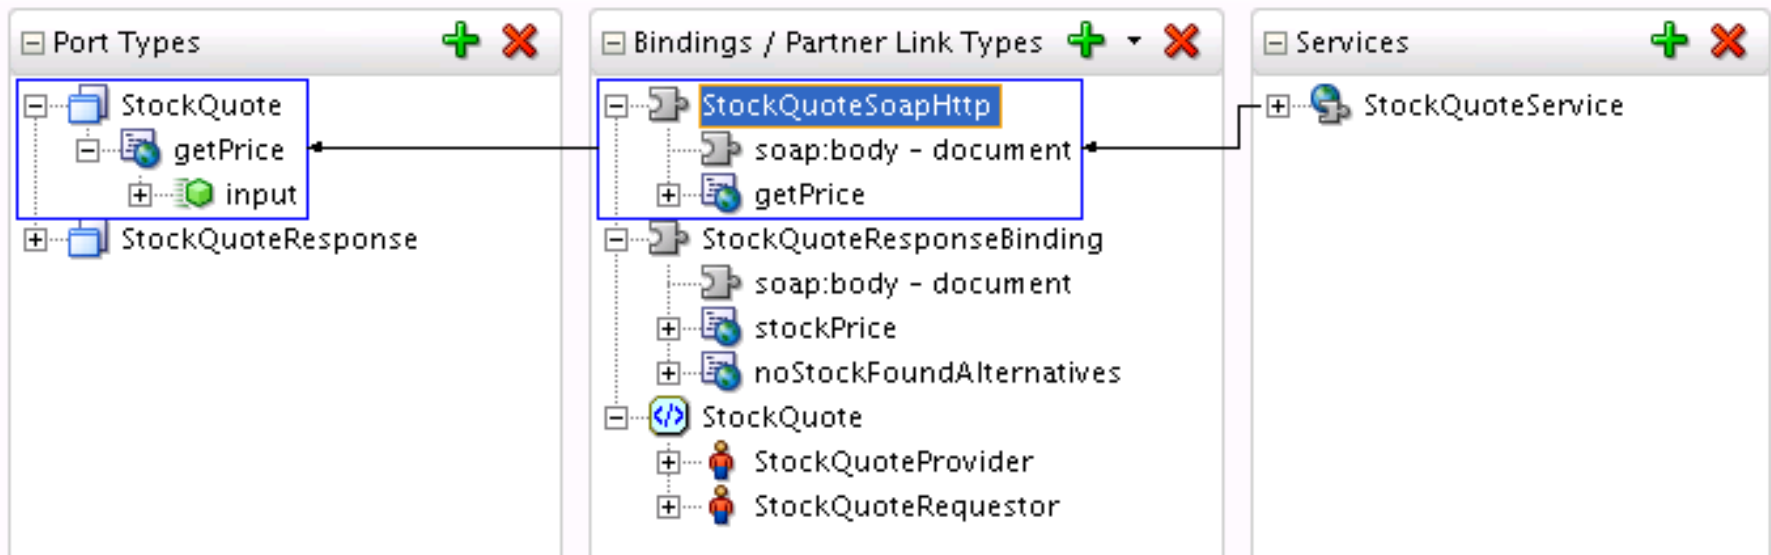 Port Types
StockQuote
getPrice
input
StockQuoteResponse
Bindings / Partner Link Types
StockQuoteSoapHttp
soap:body - document
getPrice
StockQuoteResponseBinding
soap:body - document
stockPrice
noStockFoundAlternatives
StockQuote
StockQuoteProvider
StockQuoteRequestor
Services
StockQuoteService